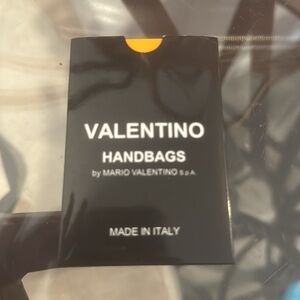 VALENTINO
HANDBAGS
by MARIO VALENTINO S.p.A.
MADE IN ITALY